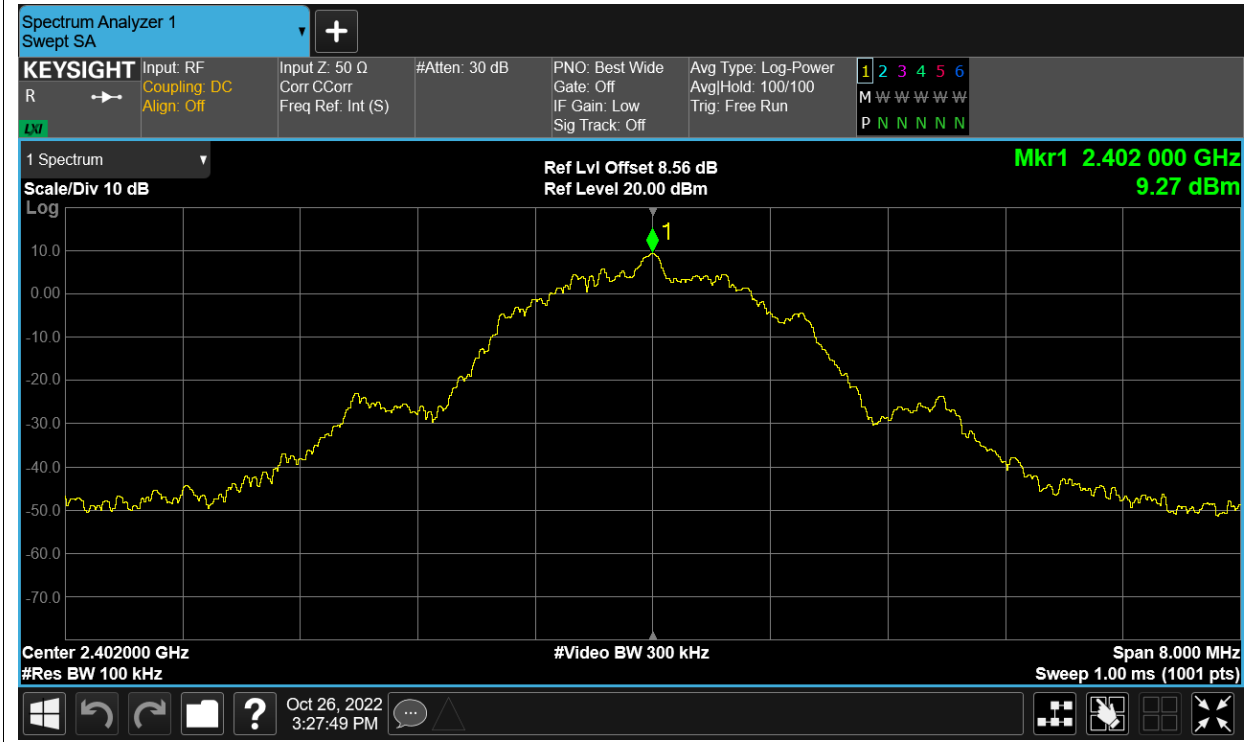 Spectrum Analyzer 1
Swept SA
KEYSIGHT
R
LXI
Input: RF
Coupling: DC
Align: Off
Input Z: 50 Ω
Corr CCorr
Freq Ref: Int (S)
#Atten: 30 dB
PNO: Best Wide
Gate: Off
IF Gain: Low
Sig Track: Off
Avg Type: Log-Power
Avg|Hold: 100/100
Trig: Free Run
1 2 3 4 5 6
M W W W W W
P N N N N N
1 Spectrum
Scale/Div 10 dB
Log
Ref Lvl Offset 8.56 dB
Ref Level 20.00 dBm
Mkr1 2.402 000 GHz
9.27 dBm
1
10.0
0.00
-10.0
-20.0
-30.0
-40.0
-50.0
-60.0
-70.0
Center 2.402000 GHz
#Res BW 100 kHz
#Video BW 300 kHz
Span 8.000 MHz
Sweep 1.00 ms (1001 pts)
?
Oct 26, 2022
3:27:49 PM